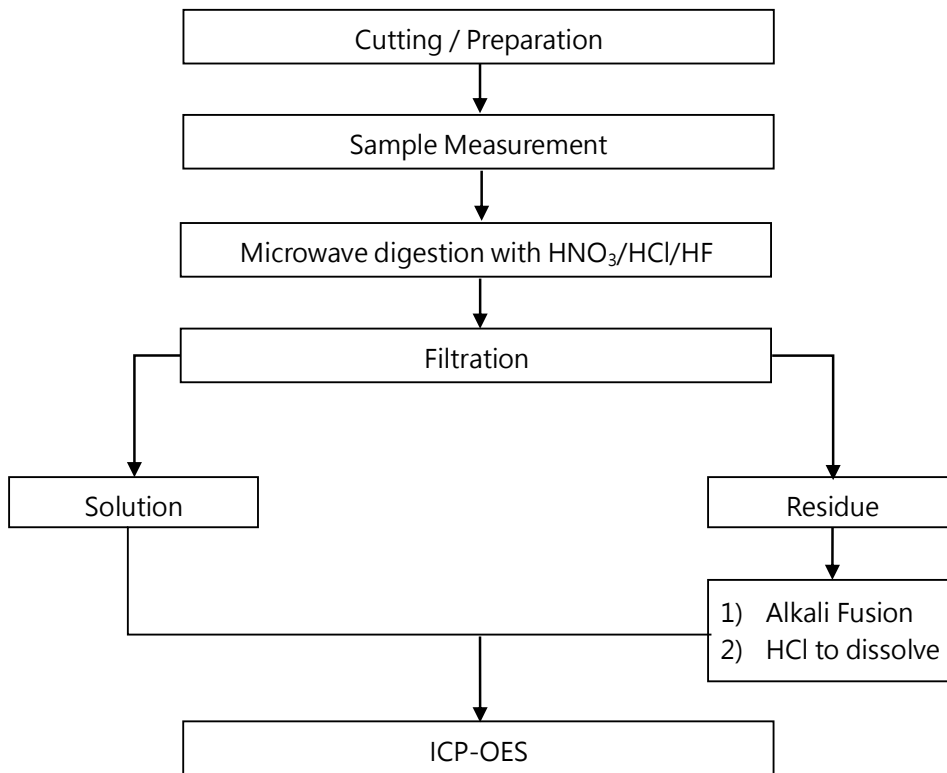 Cutting / Preparation
Sample Measurement
Microwave digestion with HNO₃/HCl/HF
Filtration
Solution
Residue
1) Alkali Fusion
2) HCl to dissolve
ICP-OES